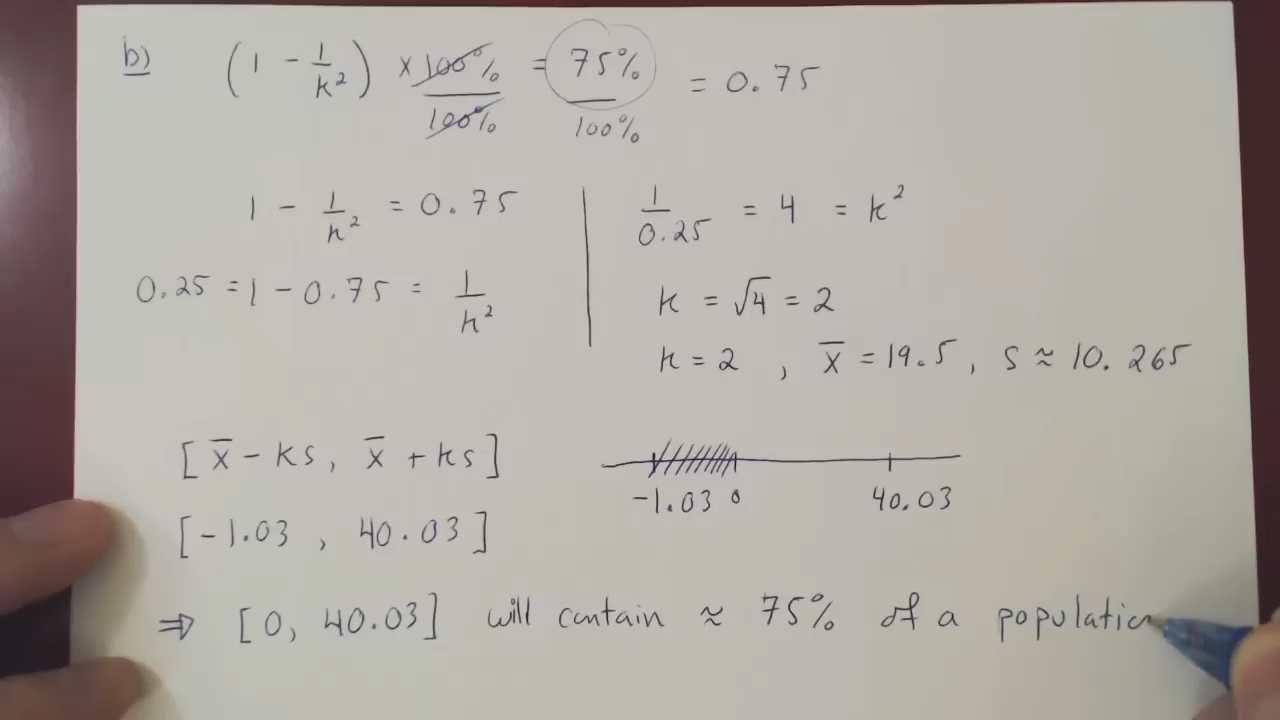 b) (1 - 1/k²) × 100%/100% = 75%/100% = 0.75
1 - 1/k² = 0.75
0.25 = 1 - 0.75 = 1/k²
1/0.25 = 4 = k²
k = √4 = 2
k = 2 , x̄ = 19.5 , s ≈ 10.265
[x̄ - ks, x̄ + ks]
[-1.03 , 40.03]
-1.03 0 40.03
⇒ [0, 40.03] will contain ≈ 75% of a population